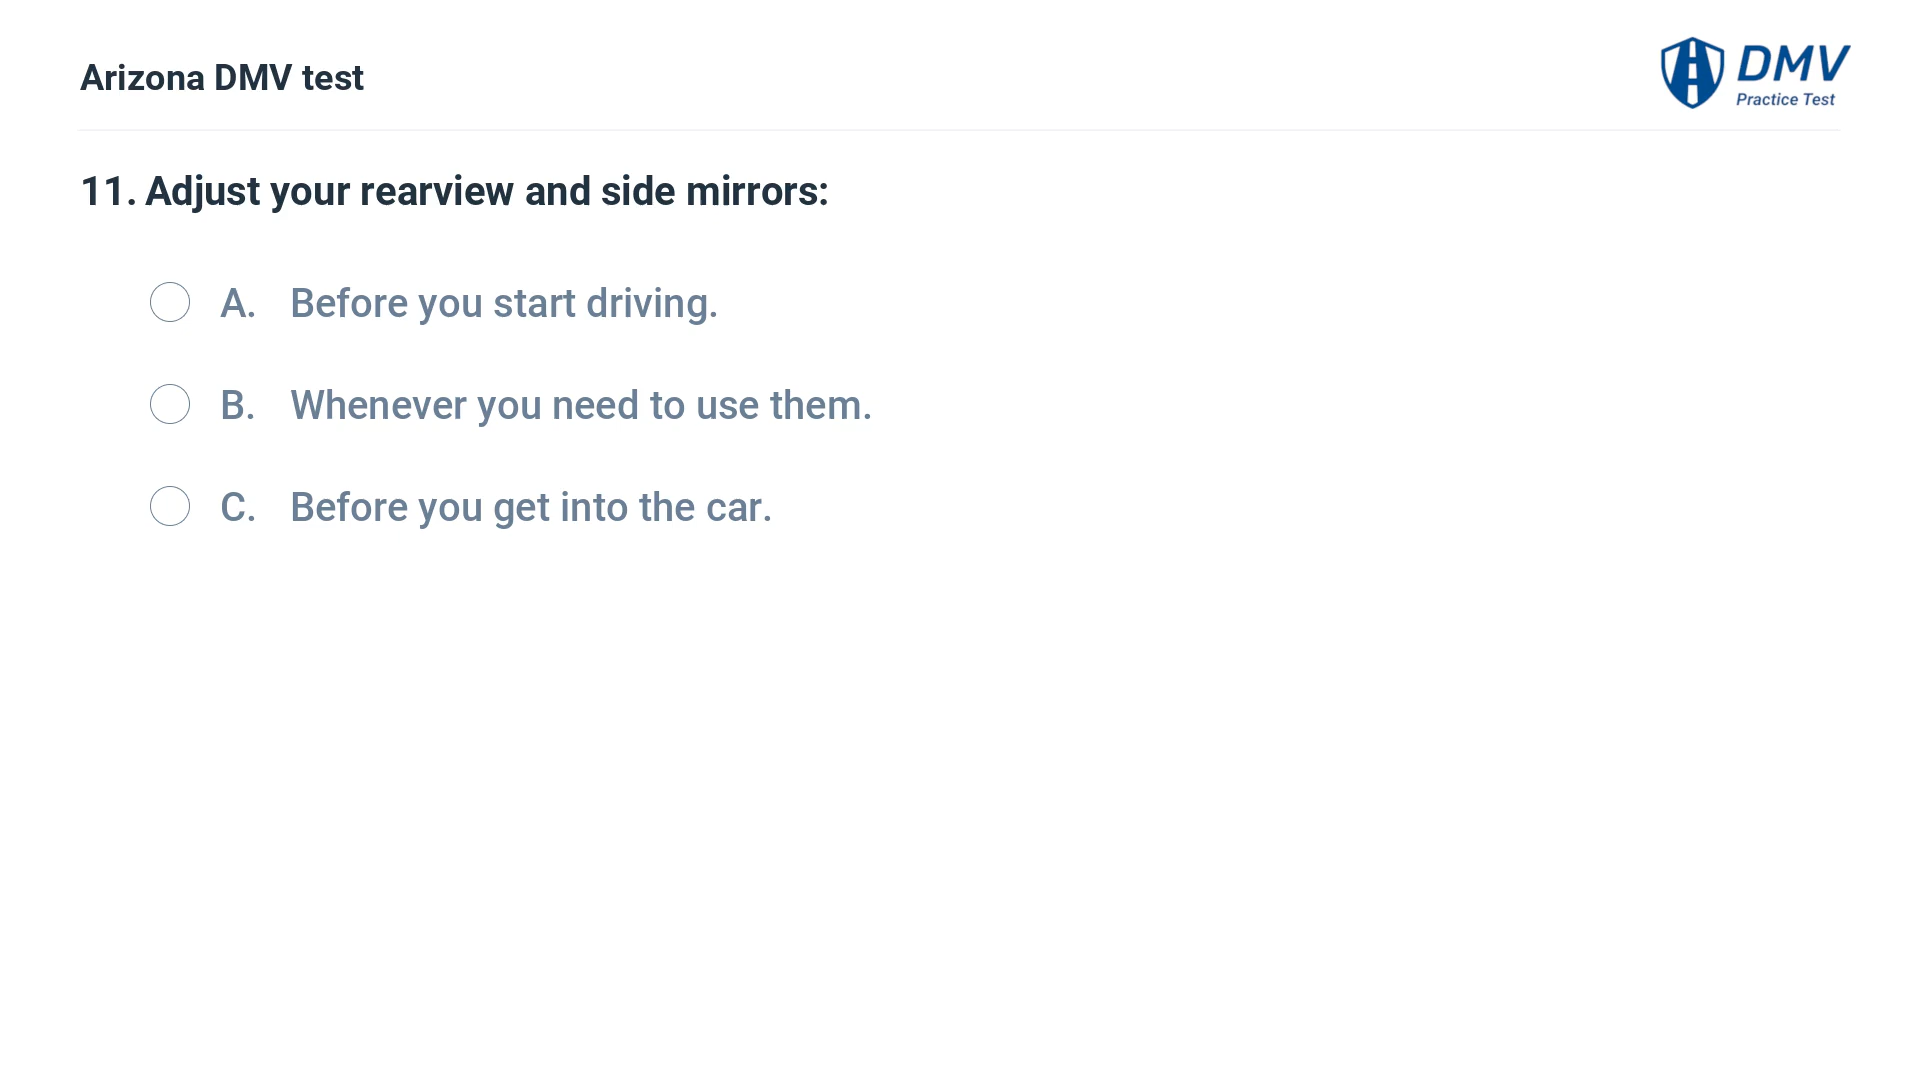 Arizona DMV test
DMV
Practice Test
11. Adjust your rearview and side mirrors:
A. Before you start driving.
B. Whenever you need to use them.
C. Before you get into the car.